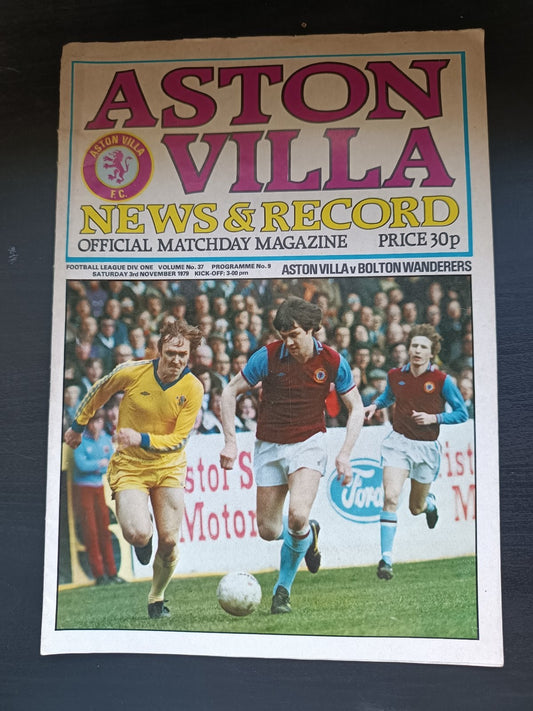 ASTON
VILLA
ASTON VILLA
F.C.
NEWS & RECORD
OFFICIAL MATCHDAY MAGAZINE PRICE 30p
FOOTBALL LEAGUE DIV. ONE VOLUME No. 37 PROGRAMME No. 9
SATURDAY 3rd NOVEMBER 1979 KICK-OFF: 3-00 pm
ASTON VILLA v BOLTON WANDERERS
Ford
Motor